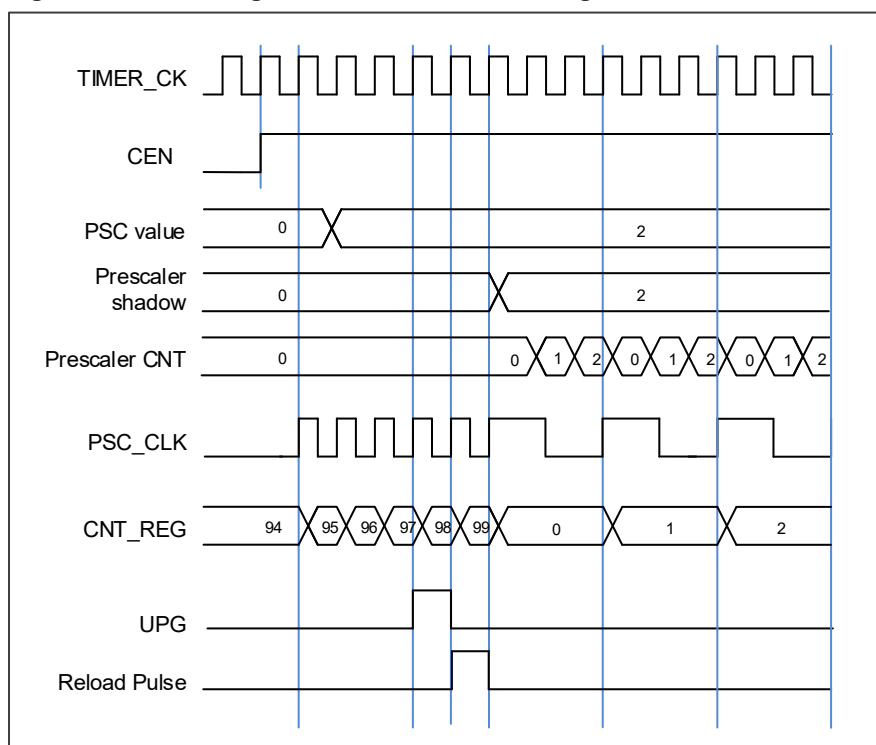 TIMER_CK
CEN
PSC value 0 2
Prescaler
shadow 0 2
Prescaler CNT 0 0 1 2 0 1 2 0 1 2
PSC_CLK
CNT_REG 94 95 96 97 98 99 0 1 2
UPG
Reload Pulse